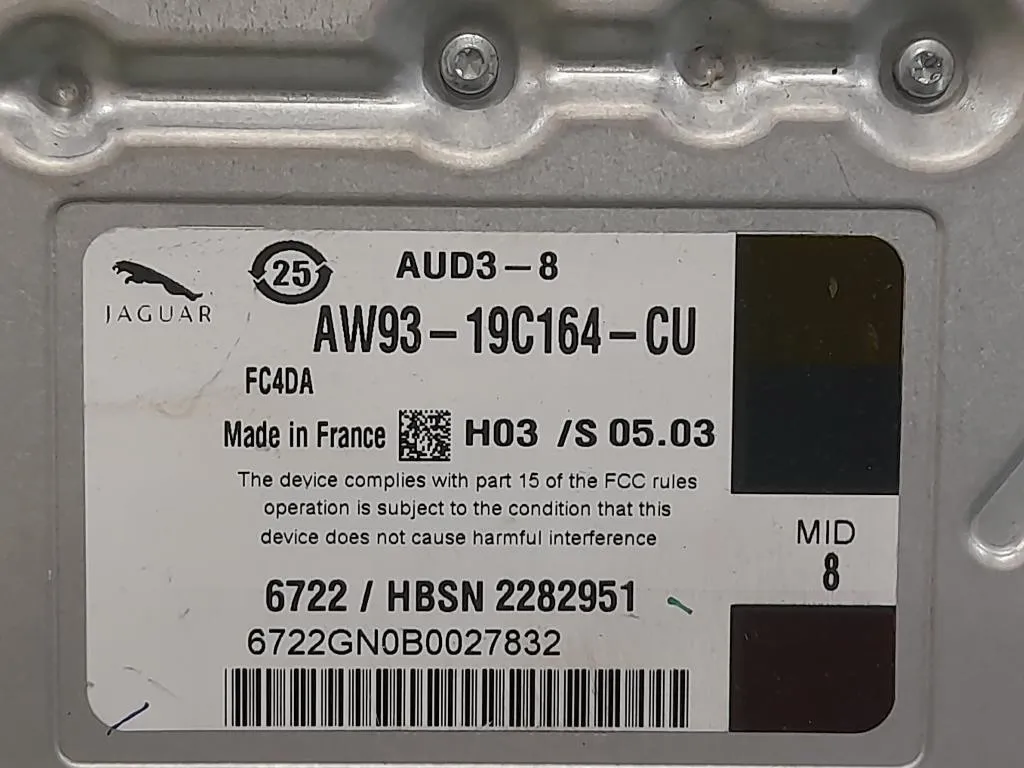 JAGUAR
25
AUD3-8
AW93-19C164-CU
FC4DA
Made in France H03 /S 05.03
The device complies with part 15 of the FCC rules
operation is subject to the condition that this
device does not cause harmful interference
MID
8
6722 / HBSN 2282951
6722GN0B0027832